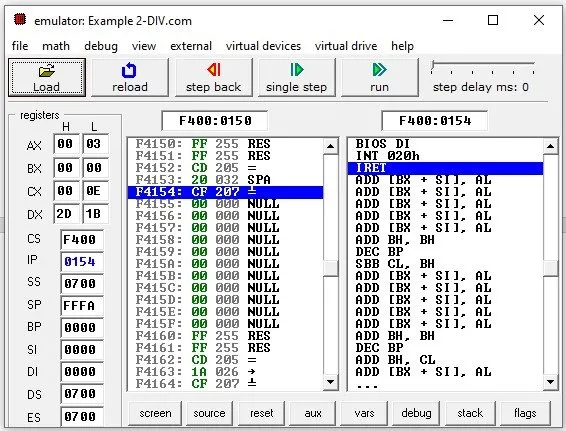 emulator: Example 2-DIV.com
file math debug view external virtual devices virtual drive help
Load reload step back single step run step delay ms: 0
registers F400:0150 F400:0154
H L
AX 00 03
BX 00 00
CX 00 0E
DX 2D 1B
CS F400
IP 0154
SS 0700
SP FFFA
BP 0000
SI 0000
DI 0000
DS 0700
ES 0700
F4150: FF 255 RES
F4151: FF 255 RES
F4152: CD 205 =
F4153: 20 032 SPA
F4154: CF 207 ╧
F4155: 00 000 NULL
F4156: 00 000 NULL
F4157: 00 000 NULL
F4158: 00 000 NULL
F4159: 00 000 NULL
F415A: 00 000 NULL
F415B: 00 000 NULL
F415C: 00 000 NULL
F415D: 00 000 NULL
F415E: 00 000 NULL
F415F: 00 000 NULL
F4160: FF 255 RES
F4161: FF 255 RES
F4162: CD 205 =
F4163: 1A 026 →
F4164: CF 207 ╧
BIOS DI
INT 020h
IRET
ADD [BX + SI], AL
ADD [BX + SI], AL
ADD [BX + SI], AL
ADD [BX + SI], AL
ADD [BX + SI], AL
ADD BH, BH
DEC BP
SBB CL, BH
ADD [BX + SI], AL
ADD [BX + SI], AL
ADD [BX + SI], AL
ADD [BX + SI], AL
ADD [BX + SI], AL
ADD BH, BH
DEC BP
ADD BH, CL
ADD [BX + SI], AL
...
screen source reset aux vars debug stack flags